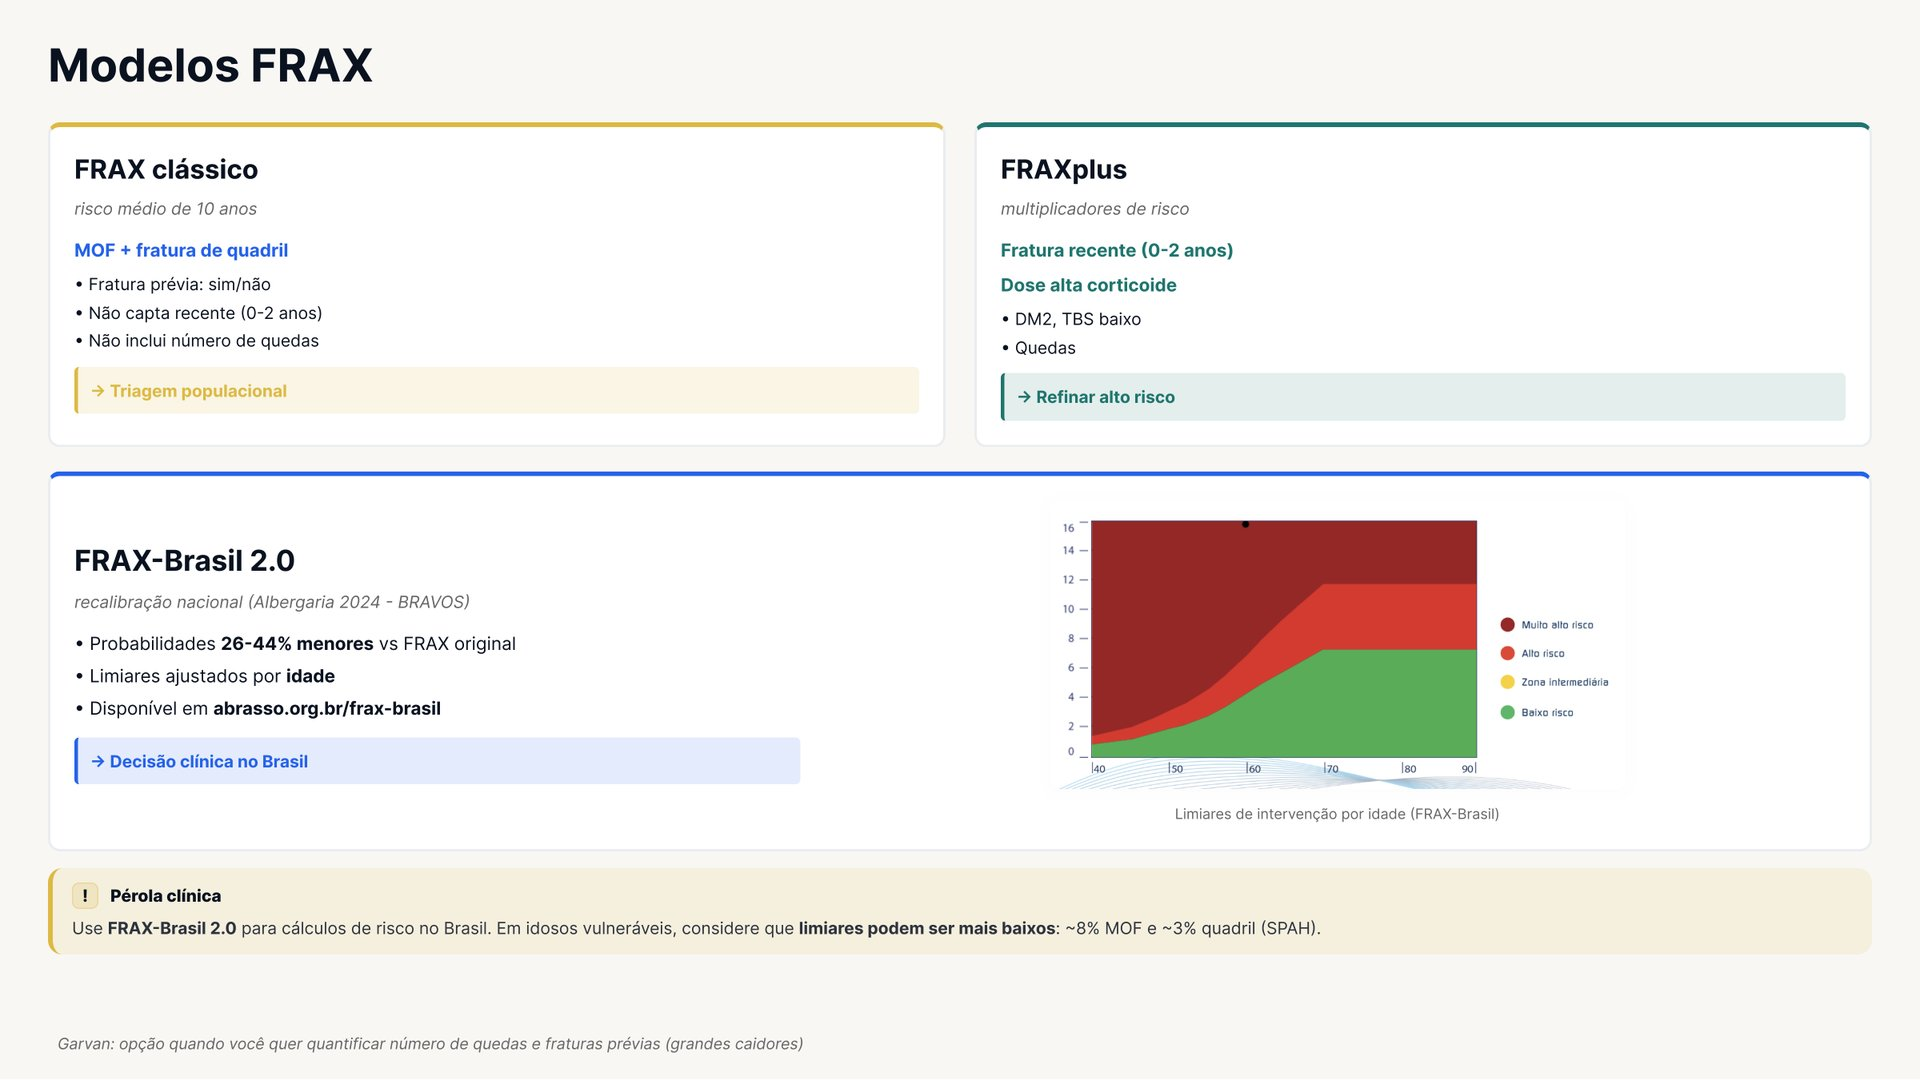 Modelos FRAX
FRAX clássico
risco médio de 10 anos
MOF + fratura de quadril
• Fratura prévia: sim/não
• Não capta recente (0-2 anos)
• Não inclui número de quedas
→ Triagem populacional
FRAXplus
multiplicadores de risco
Fratura recente (0-2 anos)
Dose alta corticoide
• DM2, TBS baixo
• Quedas
→ Refinar alto risco
FRAX-Brasil 2.0
recalibração nacional (Albergaria 2024 - BRAVOS)
• Probabilidades 26-44% menores vs FRAX original
• Limiares ajustados por idade
• Disponível em abrasso.org.br/frax-brasil
→ Decisão clínica no Brasil
16
14
12
10
8
6
4
2
0
40 50 60 70 80 90
Muito alto risco
Alto risco
Zona intermediária
Baixo risco
Limiares de intervenção por idade (FRAX-Brasil)
! Pérola clínica
Use FRAX-Brasil 2.0 para cálculos de risco no Brasil. Em idosos vulneráveis, considere que limiares podem ser mais baixos: ~8% MOF e ~3% quadril (SPAH).
Garvan: opção quando você quer quantificar número de quedas e fraturas prévias (grandes caidores)